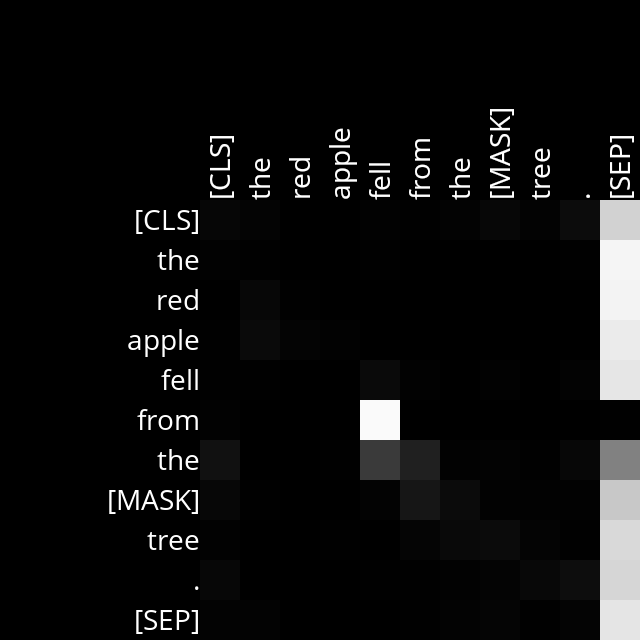 [CLS]
the
red
apple
fell
from
the
[MASK]
tree
.
[SEP]
[CLS]
the
red
apple
fell
from
the
[MASK]
tree
.
[SEP]